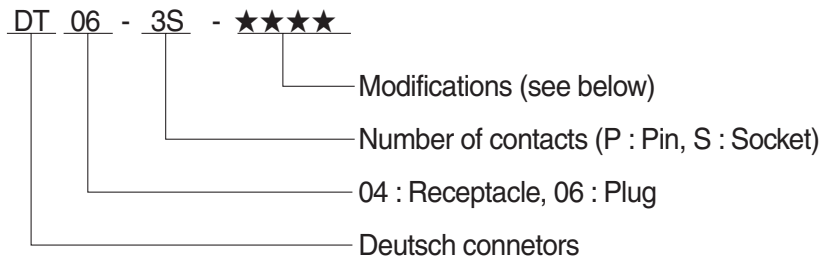 DT 06 - 3S - ★★★★
Modifications (see below)
Number of contacts (P : Pin, S : Socket)
04 : Receptacle, 06 : Plug
Deutsch connetors